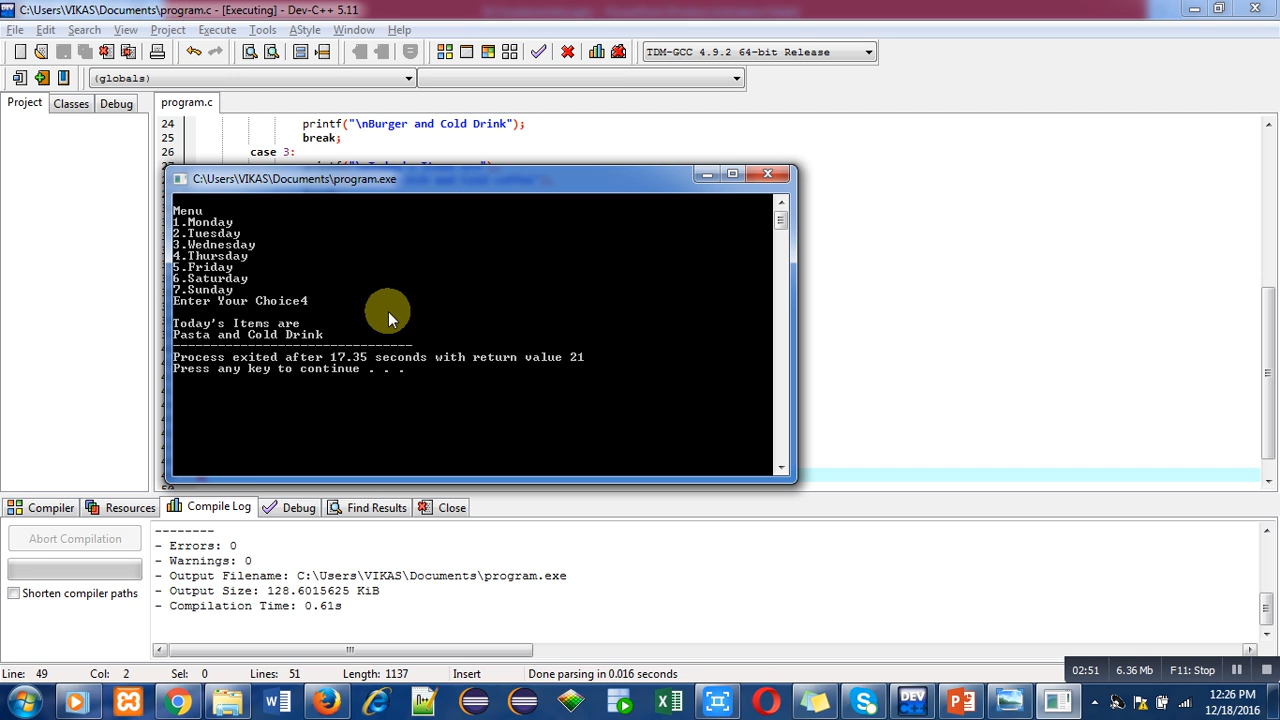 C:\Users\VIKAS\Documents\program.c - [Executing] - Dev-C++ 5.11
File Edit Search View Project Execute Tools AStyle Window Help
TDM-GCC 4.9.2 64-bit Release
(globals)
Project Classes Debug
program.c
24 printf("\nBurger and Cold Drink");
25 break;
26 case 3:
C:\Users\VIKAS\Documents\program.exe
Menu
1.Monday
2.Tuesday
3.Wednesday
4.Thursday
5.Friday
6.Saturday
7.Sunday
Enter Your Choice4
Today's Items are
Pasta and Cold Drink
--------------------------------
Process exited after 17.35 seconds with return value 21
Press any key to continue . . .
Compiler Resources Compile Log Debug Find Results Close
Abort Compilation
Shorten compiler paths
--------
- Errors: 0
- Warnings: 0
- Output Filename: C:\Users\VIKAS\Documents\program.exe
- Output Size: 128.6015625 KiB
- Compilation Time: 0.61s
Line: 49 Col: 2 Sel: 0 Lines: 51 Length: 1137 Insert Done parsing in 0.016 seconds
02:51 6.36 Mb F11: Stop
12:26 PM
12/18/2016